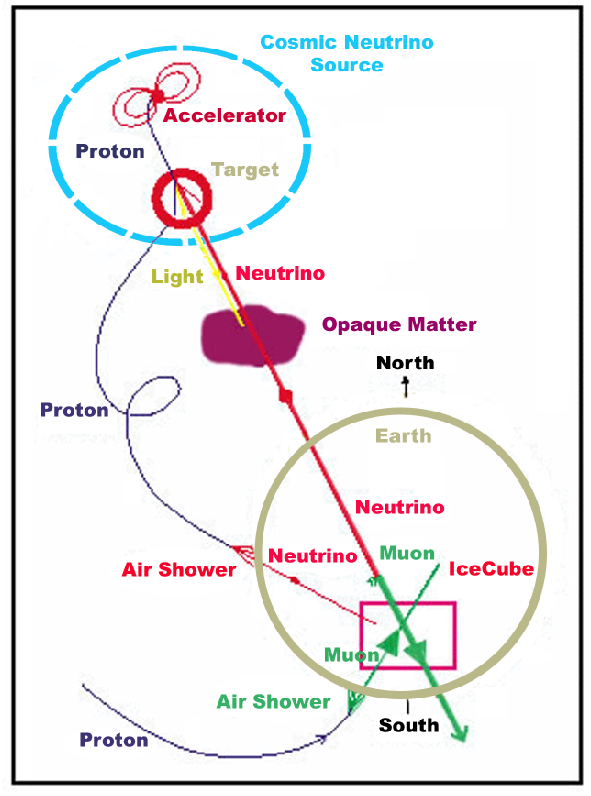 Cosmic Neutrino
Source
Accelerator
Proton
Target
Light
Neutrino
Opaque Matter
North
Proton
Earth
Neutrino
Muon
Neutrino
IceCube
Air Shower
Muon
Air Shower
South
Proton